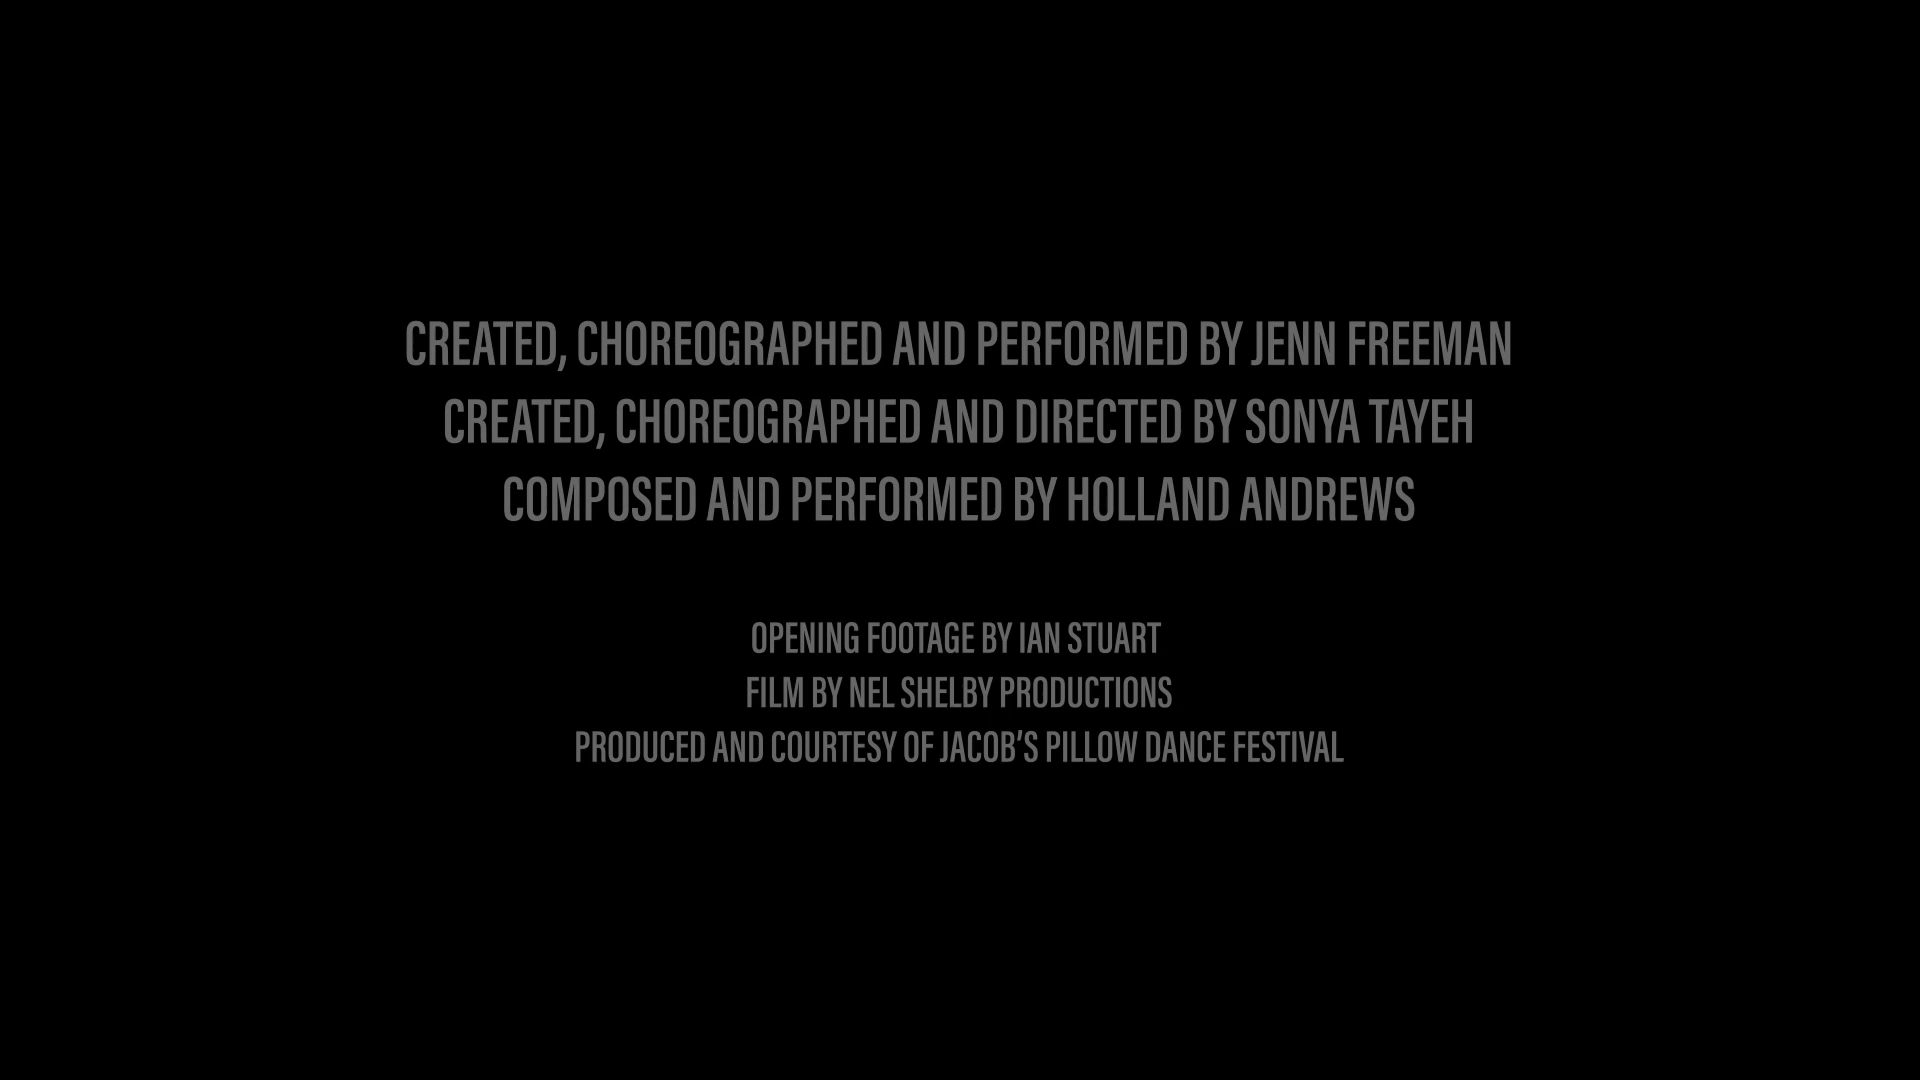 CREATED, CHOREOGRAPHED AND PERFORMED BY JENN FREEMAN
CREATED, CHOREOGRAPHED AND DIRECTED BY SONYA TAYEH
COMPOSED AND PERFORMED BY HOLLAND ANDREWS
OPENING FOOTAGE BY IAN STUART
FILM BY NEL SHELBY PRODUCTIONS
PRODUCED AND COURTESY OF JACOB’S PILLOW DANCE FESTIVAL